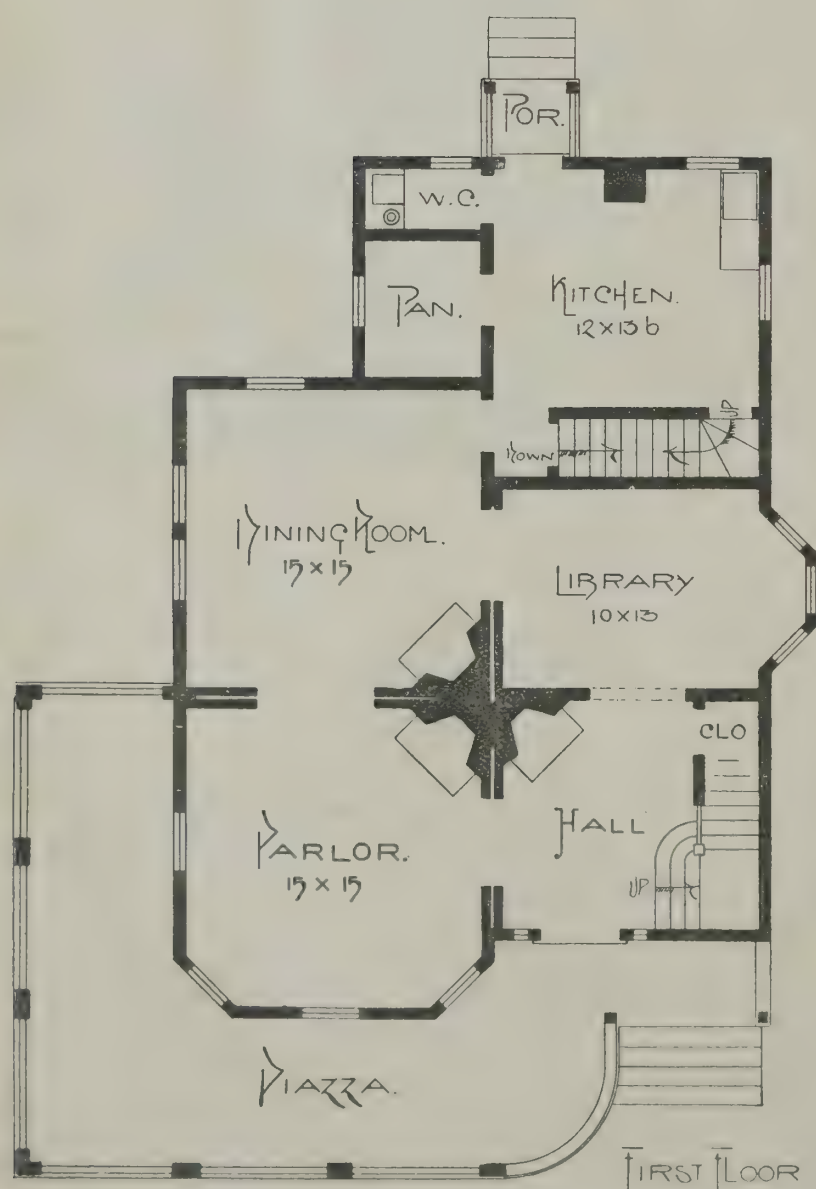 POR.
W.C.
PAN.
KITCHEN.
12 X 13 6
UP
DOWN
DINING ROOM.
15 X 15
LIBRARY
10 X 13
CLO
HALL
PARLOR.
15 X 15
UP
PIAZZA.
FIRST FLOOR